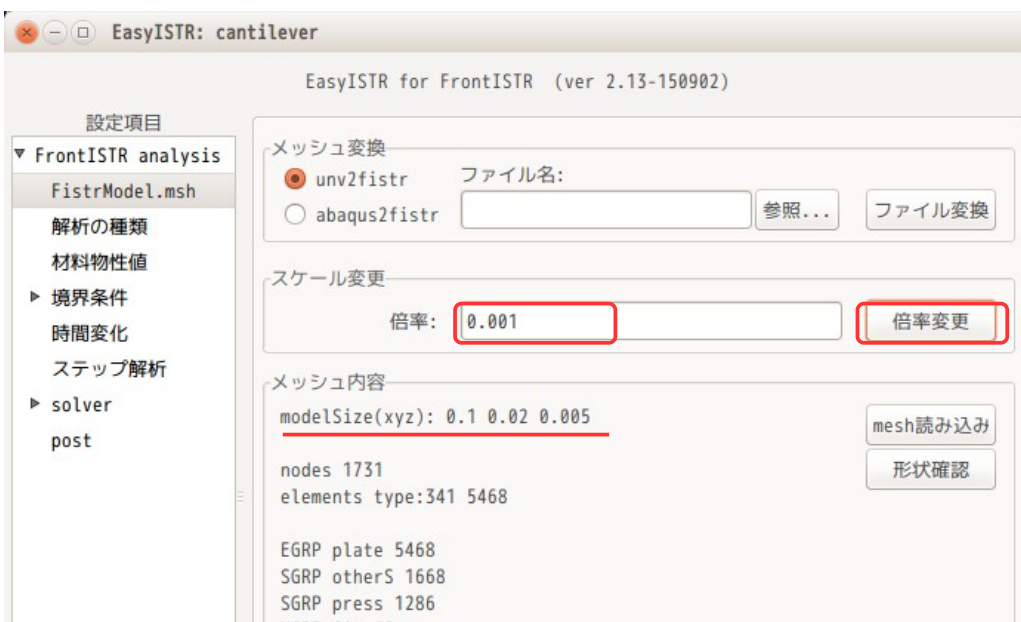 EasyISTR: cantilever
EasyISTR for FrontISTR (ver 2.13-150902)
設定項目
FrontISTR analysis
FistrModel.msh
解析の種類
材料物性値
境界条件
時間変化
ステップ解析
solver
post
メッシュ変換
unv2fistr
ファイル名:
abaqus2fistr
参照...
ファイル変換
スケール変更
倍率:
0.001
倍率変更
メッシュ内容
modelSize(xyz): 0.1 0.02 0.005
mesh読み込み
形状確認
nodes 1731
elements type:341 5468
EGRP plate 5468
SGRP otherS 1668
SGRP press 1286